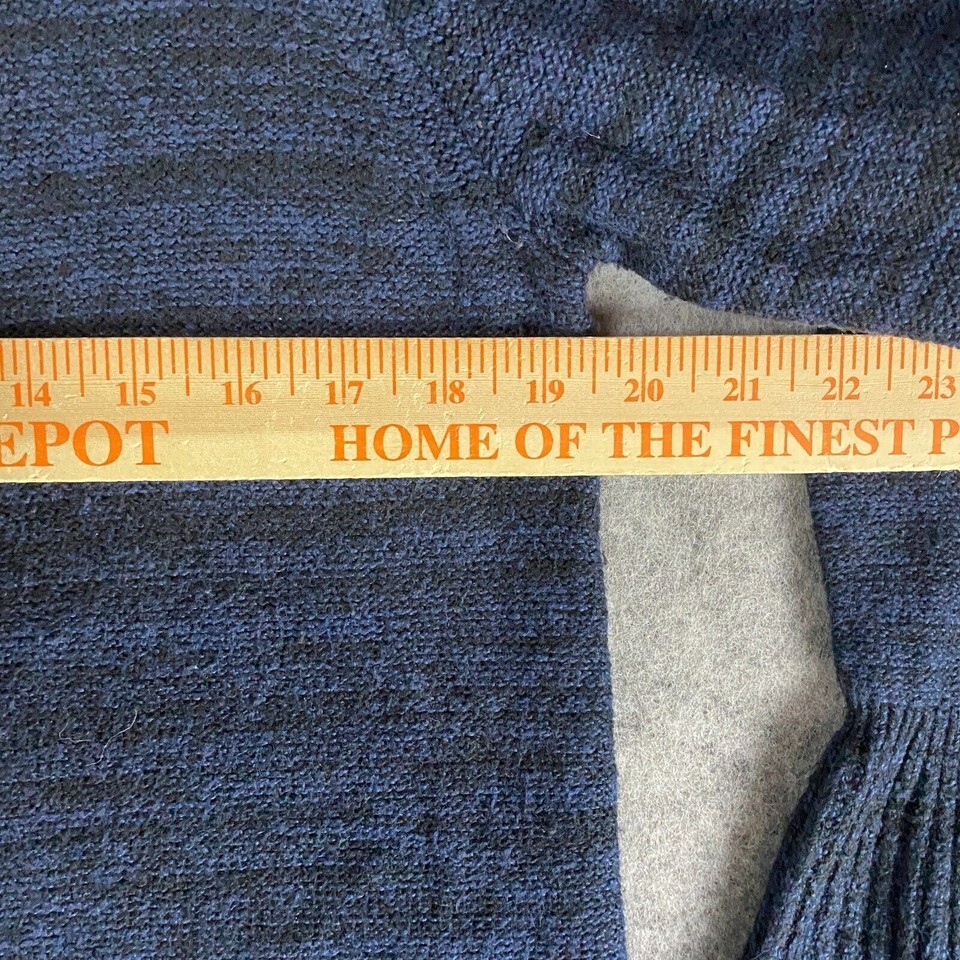 14 15 16 17 18 19 20 21 22 23
EPOT HOME OF THE FINEST P